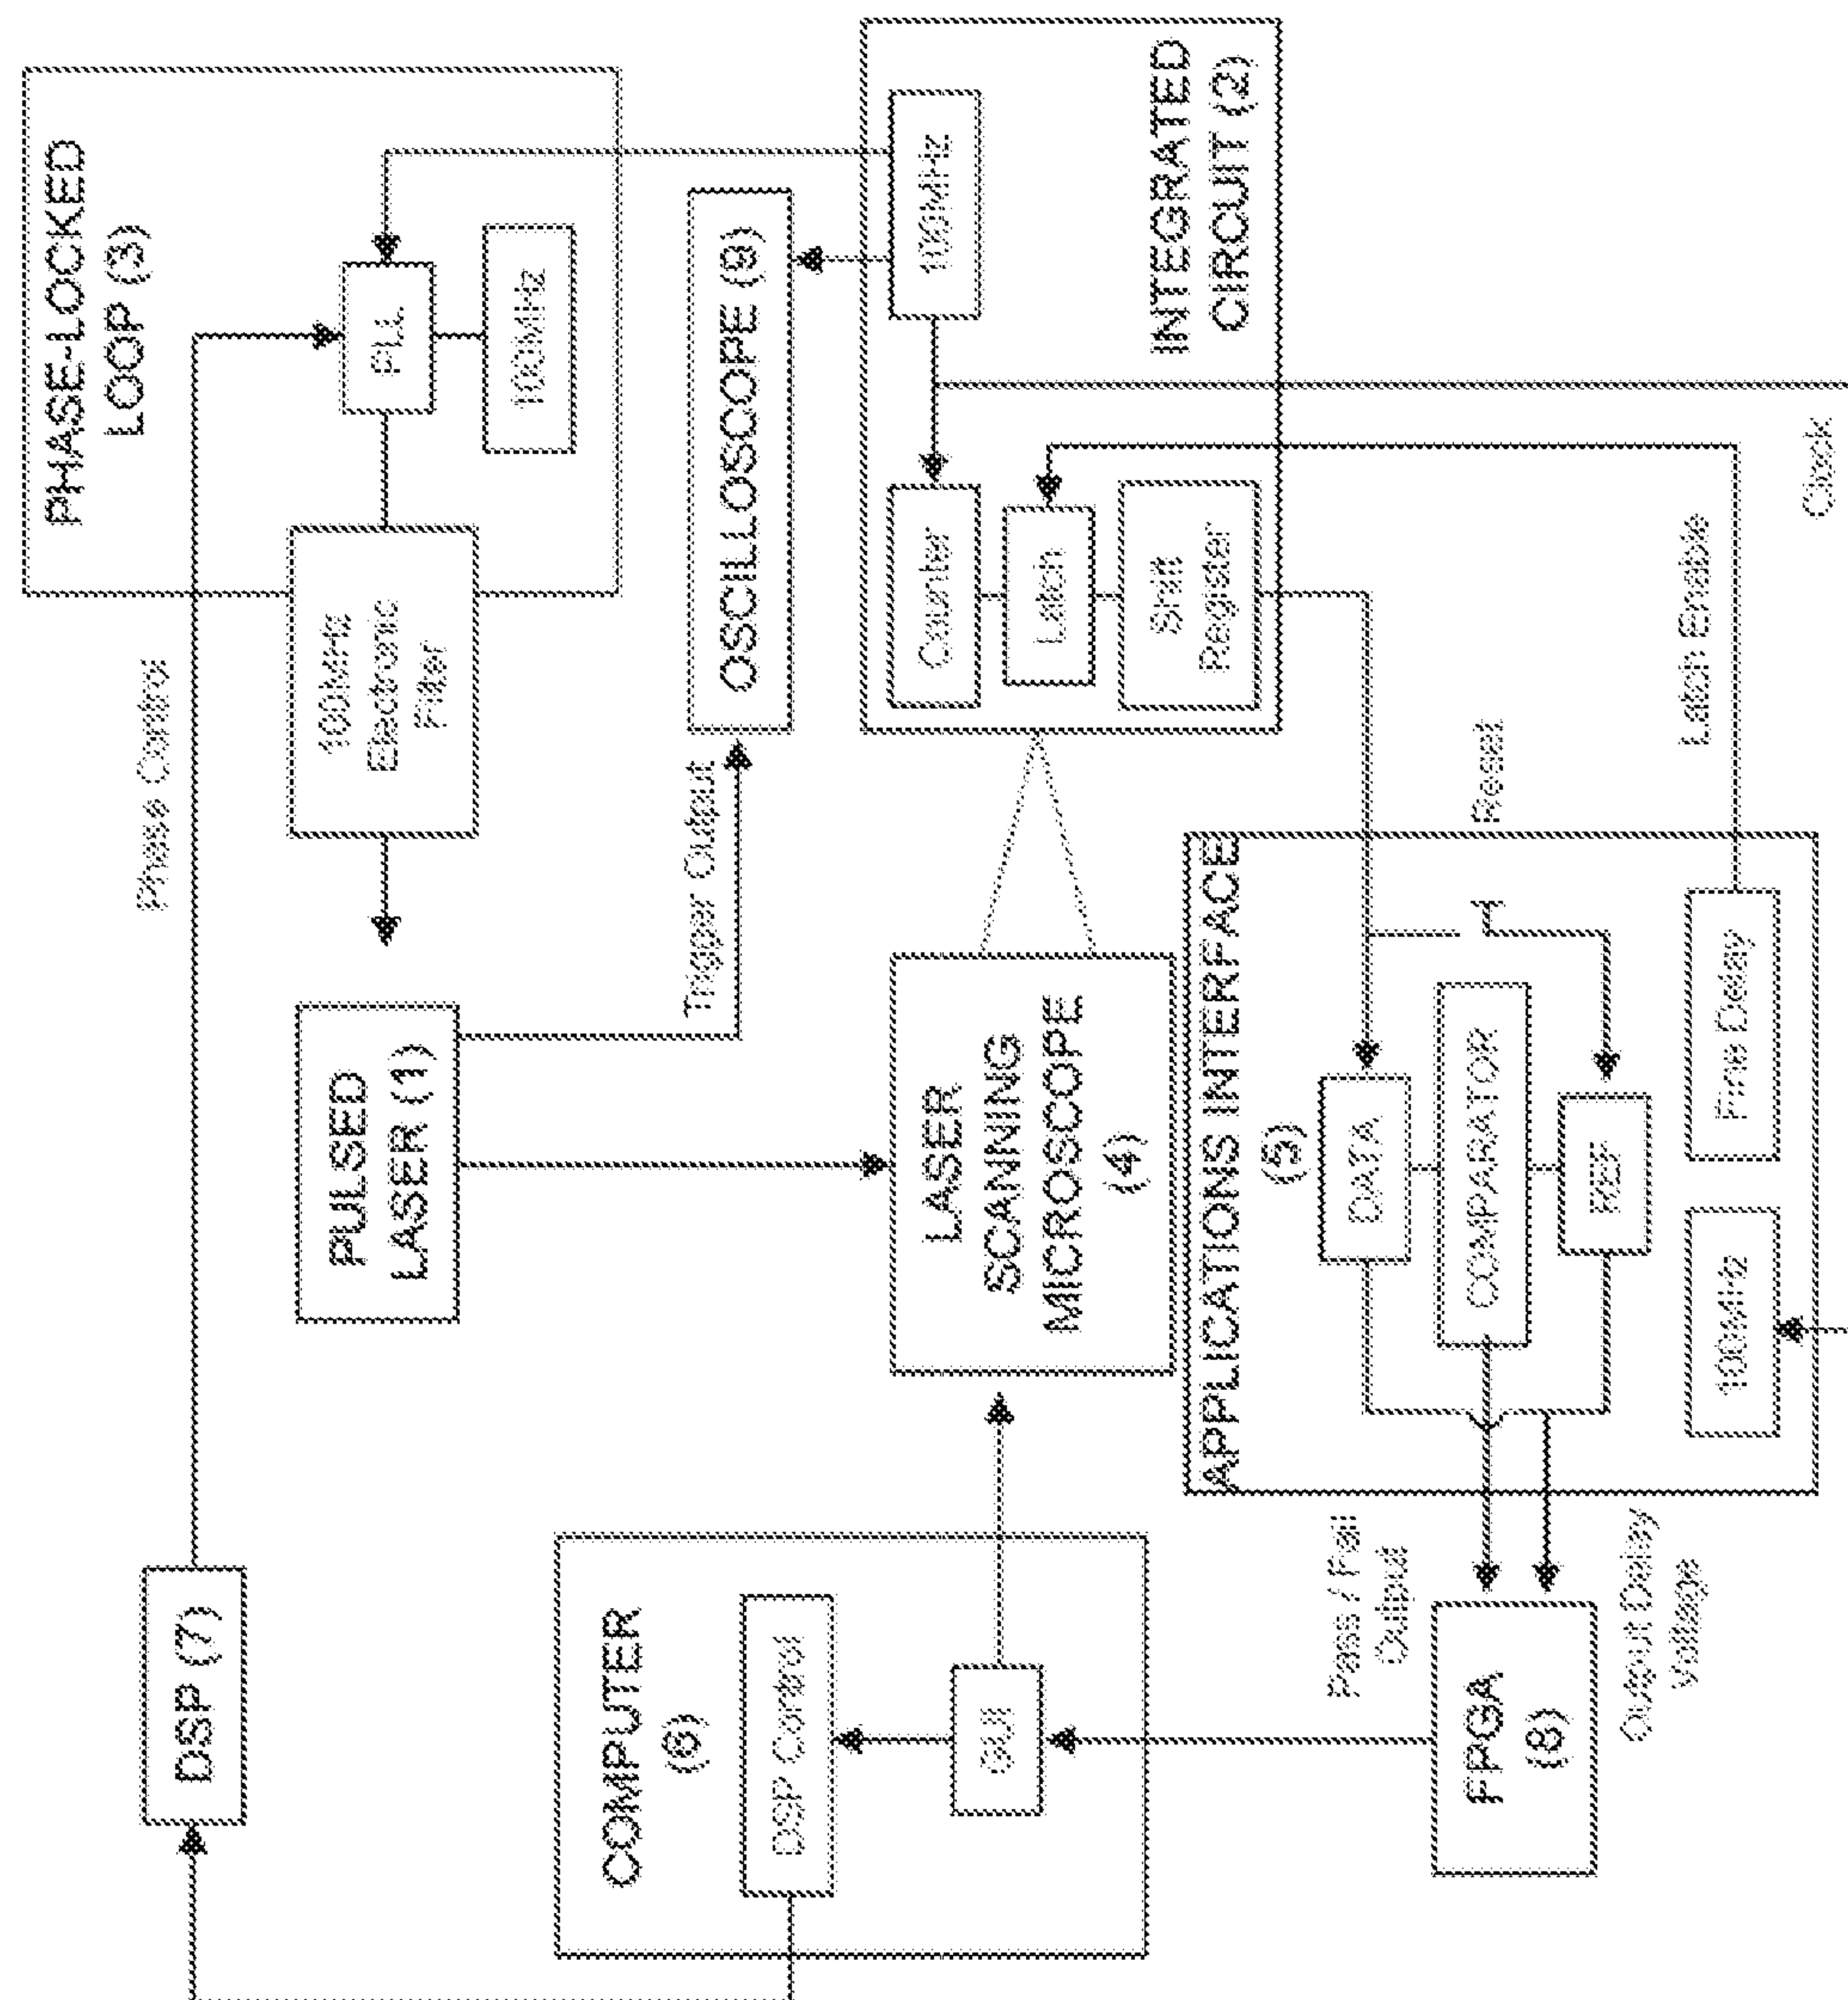 DSP (7)
Phase Control
PHASE-LOCKED
LOOP (3)
PLL
100MHz
100MHz
Electronic
Filter
PULSED
LASER (1)
Trigger Output
OSCILLOSCOPE (9)
COMPUTER
(6)
DSP Control
GUI
LASER
SCANNING
MICROSCOPE
(4)
100MHz
Counter
Latch
Shift
Register
INTEGRATED
CIRCUIT (2)
APPLICATIONS INTERFACE
(5)
DATA
COMPARATOR
REF
100MHz
Fine Delay
Reset
Latch Enable
Clock
Pass / Fail
Output
Output Delay
Voltage
FPGA
(8)